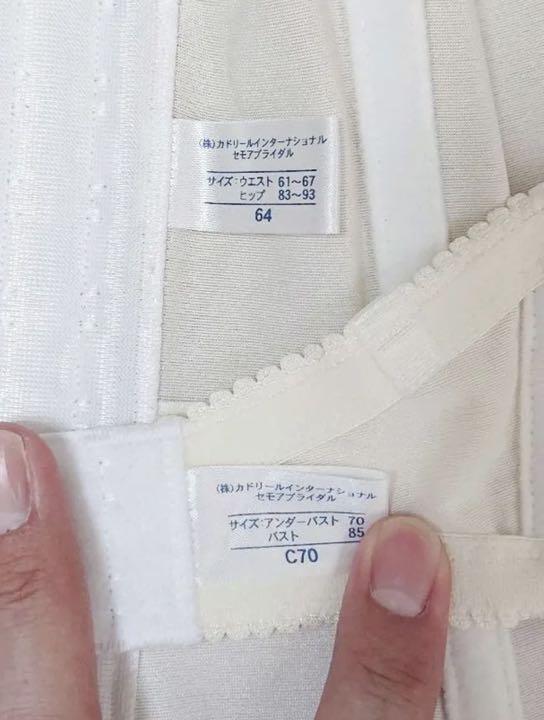 (株)カドリールインターナショナル
セモアブライダル
サイズ:ウエスト 61〜67
ヒップ 83〜93
64
(株)カドリールインターナショナル
セモアブライダル
サイズ:アンダーバスト 70
バスト 85
C70